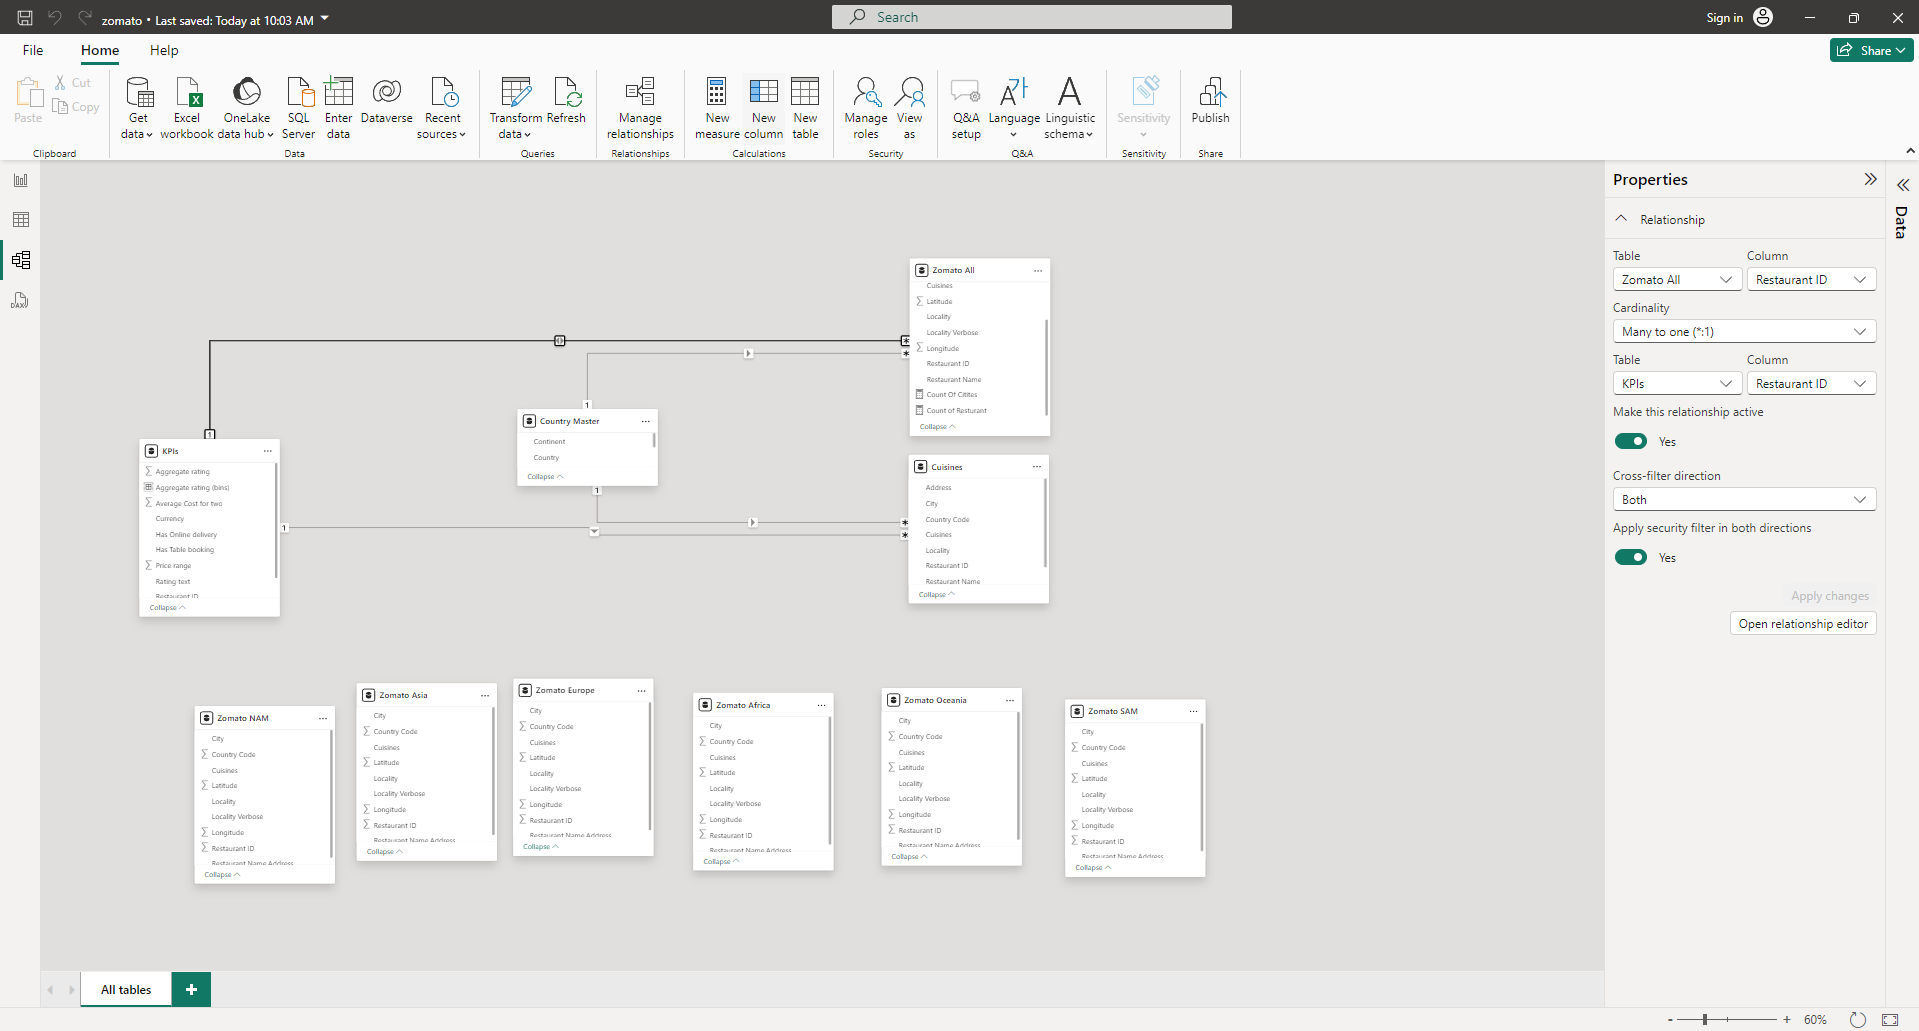 zomato • Last saved: Today at 10:03 AM
Search
Sign in
File Home Help
Share
Paste
Cut
Copy
Clipboard
Get data
Excel workbook
OneLake data hub
SQL Server
Enter data
Dataverse
Recent sources
Data
Transform data
Refresh
Queries
Manage relationships
Relationships
New measure
New column
New table
Calculations
Manage roles
View as
Security
Q&A setup
Language
Linguistic schema
Q&A
Sensitivity
Sensitivity
Publish
Share
DAX
Zomato All
Cuisines
Latitude
Locality
Locality Verbose
Longitude
Restaurant ID
Restaurant Name
Count Of Citites
Count of Resturant
Collapse
1
*
*
1
Country Master
Continent
Country
Collapse
1
KPIs
Aggregate rating
Aggregate rating (bins)
Average Cost for two
Currency
Has Online delivery
Has Table booking
Price range
Rating text
Restaurant ID
Collapse
1
*
*
Cuisines
Address
City
Country Code
Cuisines
Locality
Restaurant ID
Restaurant Name
Collapse
Zomato NAM
City
Country Code
Cuisines
Latitude
Locality
Locality Verbose
Longitude
Restaurant ID
Restaurant Name Address
Collapse
Zomato Asia
City
Country Code
Cuisines
Latitude
Locality
Locality Verbose
Longitude
Restaurant ID
Restaurant Name Address
Collapse
Zomato Europe
City
Country Code
Cuisines
Latitude
Locality
Locality Verbose
Longitude
Restaurant ID
Restaurant Name Address
Collapse
Zomato Africa
City
Country Code
Cuisines
Latitude
Locality
Locality Verbose
Longitude
Restaurant ID
Restaurant Name Address
Collapse
Zomato Oceania
City
Country Code
Cuisines
Latitude
Locality
Locality Verbose
Longitude
Restaurant ID
Restaurant Name Address
Collapse
Zomato SAM
City
Country Code
Cuisines
Latitude
Locality
Locality Verbose
Longitude
Restaurant ID
Restaurant Name Address
Collapse
Properties
Relationship
Table Column
Zomato All Restaurant ID
Cardinality
Many to one (*:1)
Table Column
KPIs Restaurant ID
Make this relationship active
Yes
Cross-filter direction
Both
Apply security filter in both directions
Yes
Apply changes
Open relationship editor
Data
All tables +
- + 60%